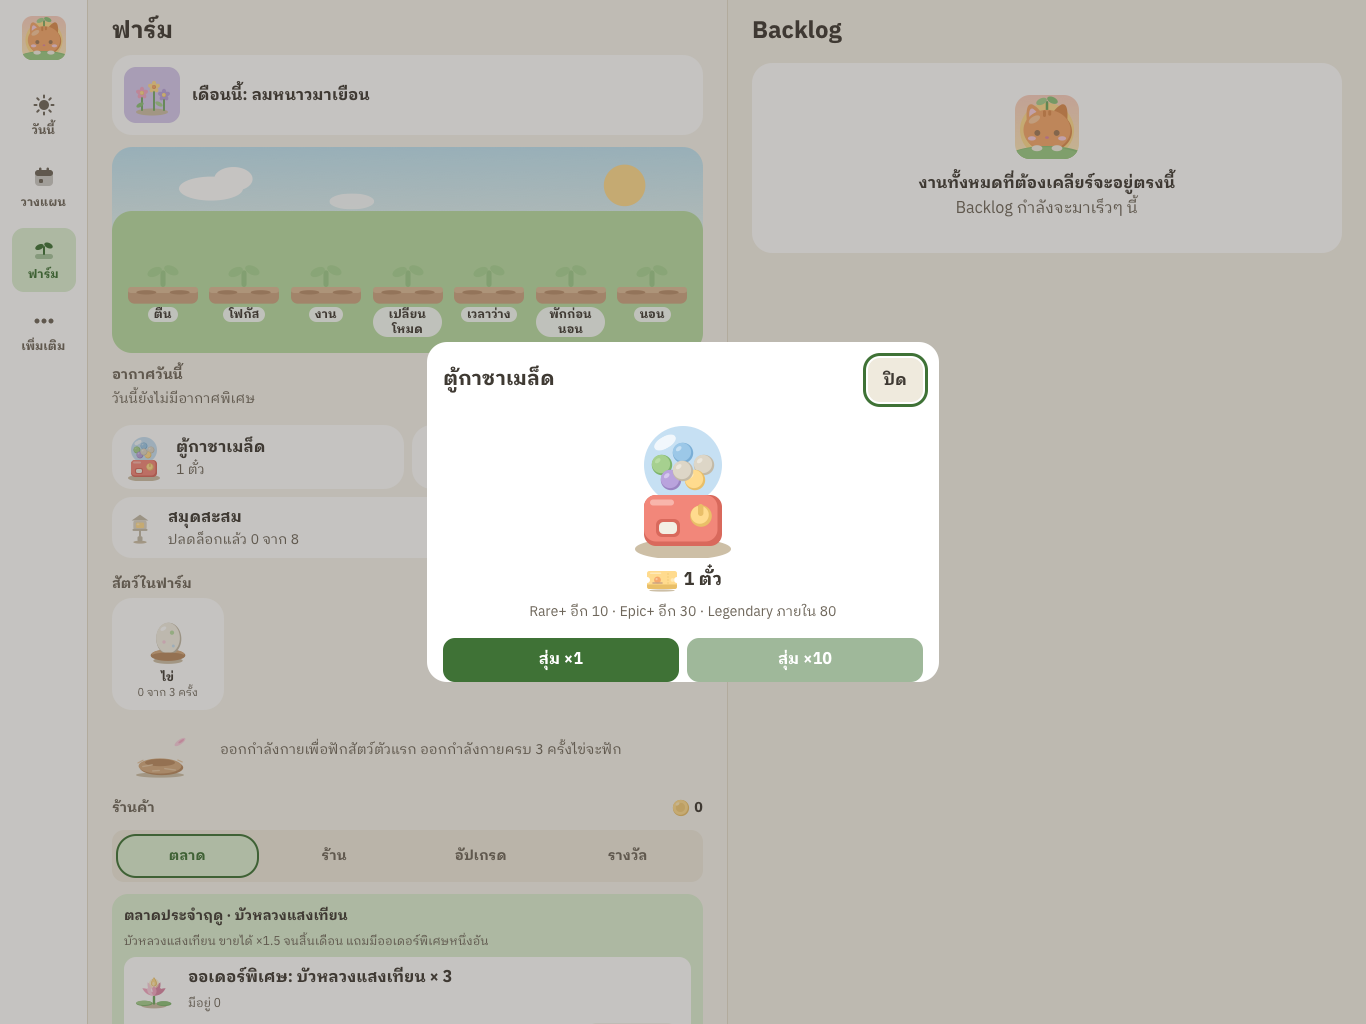 วันนี้
วางแผน
ฟาร์ม
เพิ่มเติม
ฟาร์ม
เดือนนี้: ลมหนาวมาเยือน
ตื่น
โฟกัส
งาน
เปลี่ยน
โหมด
เวลาว่าง
พักก่อน
นอน
นอน
อากาศวันนี้
วันนี้ยังไม่มีอากาศพิเศษ
ตู้กาชาเมล็ด
1 ตั๋ว
สมุดสะสม
ปลดล็อกแล้ว 0 จาก 8
สัตว์ในฟาร์ม
ไข่
0 จาก 3 ครั้ง
ออกกำลังกายเพื่อฟักสัตว์ตัวแรก ออกกำลังกายครบ 3 ครั้งไข่จะฟัก
ร้านค้า
0
ตลาด
ร้าน
อัปเกรด
รางวัล
ตลาดประจำฤดู · บัวหลวงแสงเทียน
บัวหลวงแสงเทียน ขายได้ ×1.5 จนสิ้นเดือน แถมมีออเดอร์พิเศษหนึ่งอัน
ออเดอร์พิเศษ: บัวหลวงแสงเทียน × 3
มีอยู่ 0
Backlog
งานทั้งหมดที่ต้องเคลียร์จะอยู่ตรงนี้
Backlog กำลังจะมาเร็วๆ นี้
ตู้กาชาเมล็ด
ปิด
1 ตั๋ว
Rare+ อีก 10 · Epic+ อีก 30 · Legendary ภายใน 80
สุ่ม ×1
สุ่ม ×10